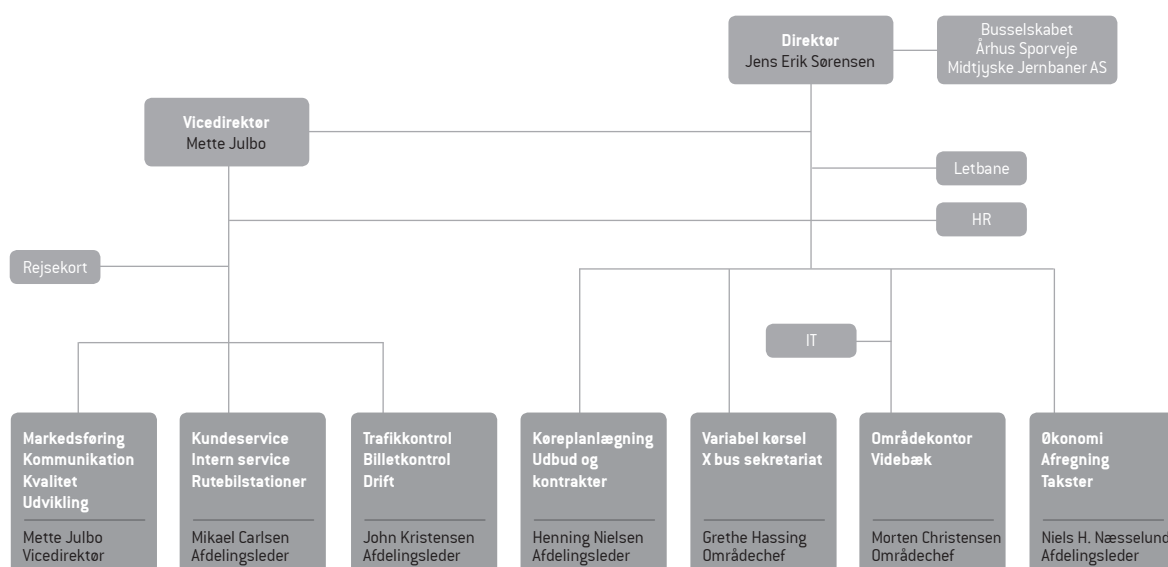 Direktør
Jens Erik Sørensen
Busselskabet
Århus Sporveje
Midtjyske Jernbaner AS
Vicedirektør
Mette Julbo
Letbane
HR
Rejsekort
IT
Markedsføring
Kommunikation
Kvalitet
Udvikling
Mette Julbo
Vicedirektør
Kundeservice
Intern service
Rutebilstationer
Mikael Carlsen
Afdelingsleder
Trafikkontrol
Billetkontrol
Drift
John Kristensen
Afdelingsleder
Køreplanlægning
Udbud og
kontrakter
Henning Nielsen
Afdelingsleder
Variabel kørsel
X bus sekretariat
Grethe Hassing
Områdechef
Områdekontor
Videbæk
Morten Christensen
Områdechef
Økonomi
Afregning
Takster
Niels H. Næsselund
Afdelingsleder